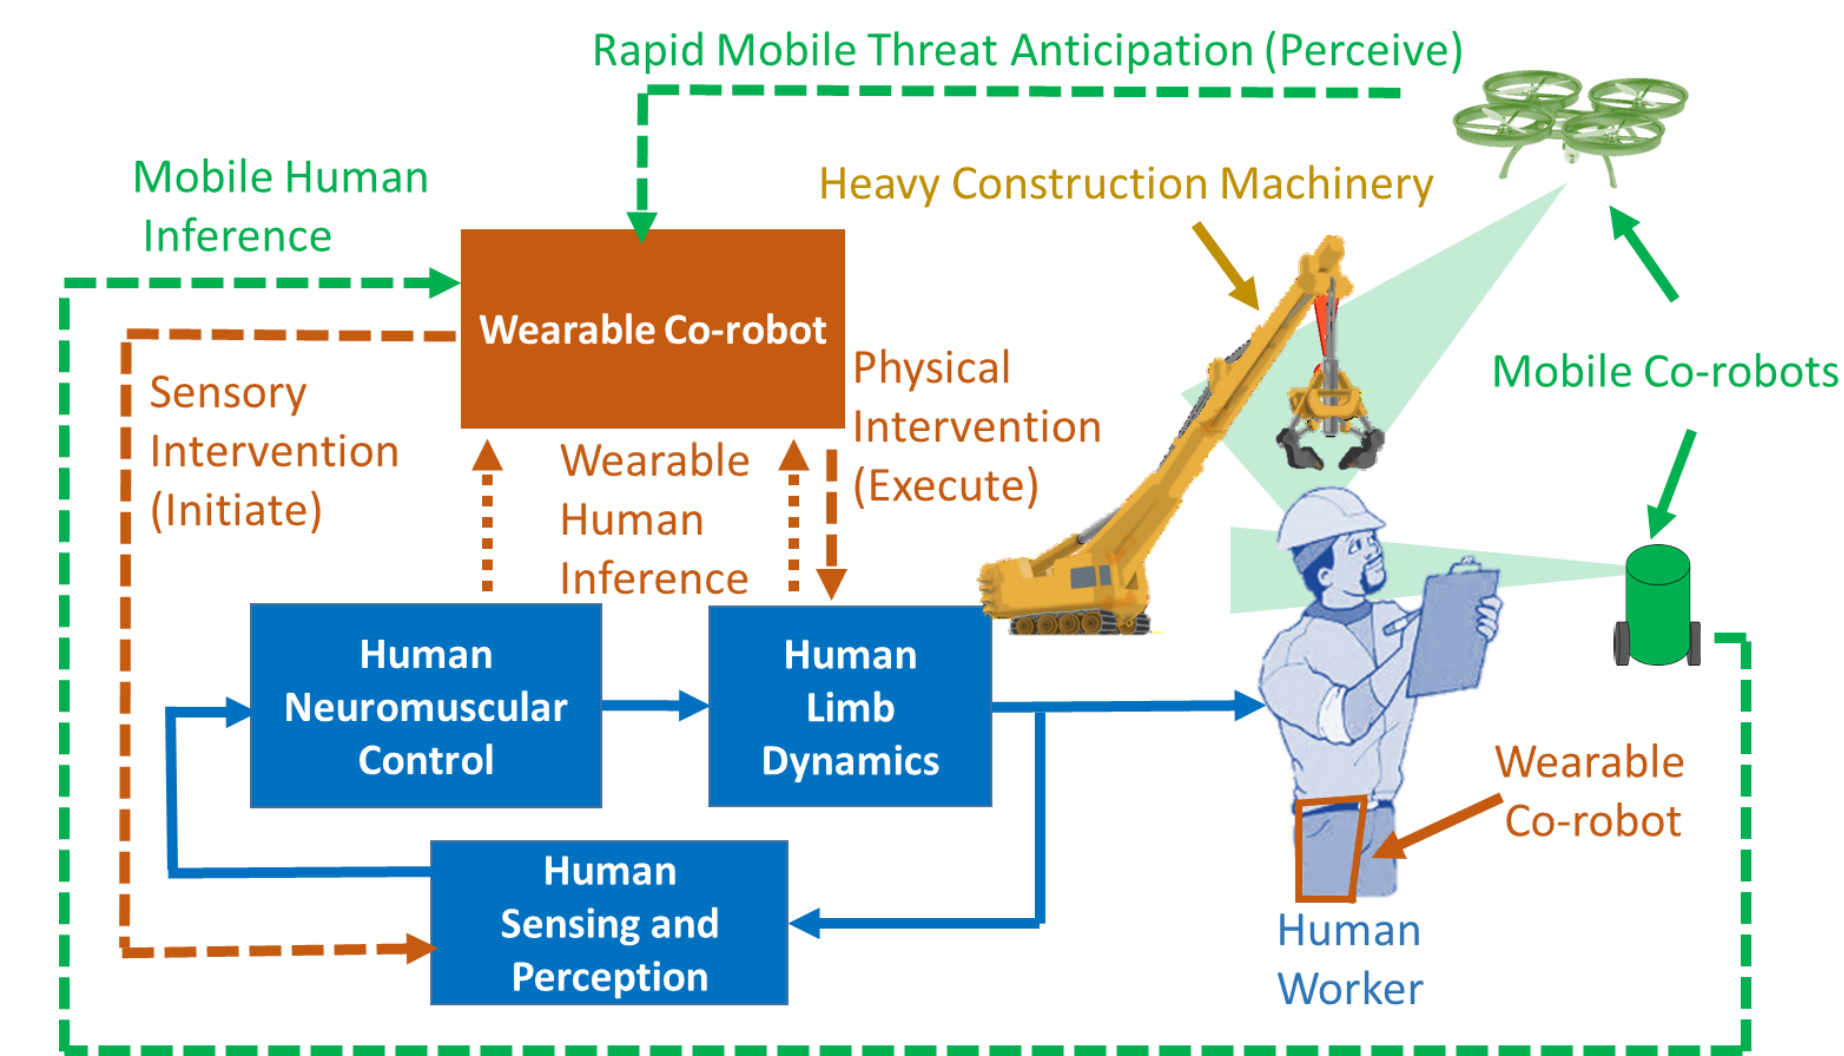 Rapid Mobile Threat Anticipation (Perceive)
Mobile Human
Inference
Heavy Construction Machinery
Wearable Co-robot
Sensory
Intervention
(Initiate)
Wearable
Human
Inference
Physical
Intervention
(Execute)
Mobile Co-robots
Human
Neuromuscular
Control
Human
Limb
Dynamics
Human
Sensing and
Perception
Wearable
Co-robot
Human
Worker